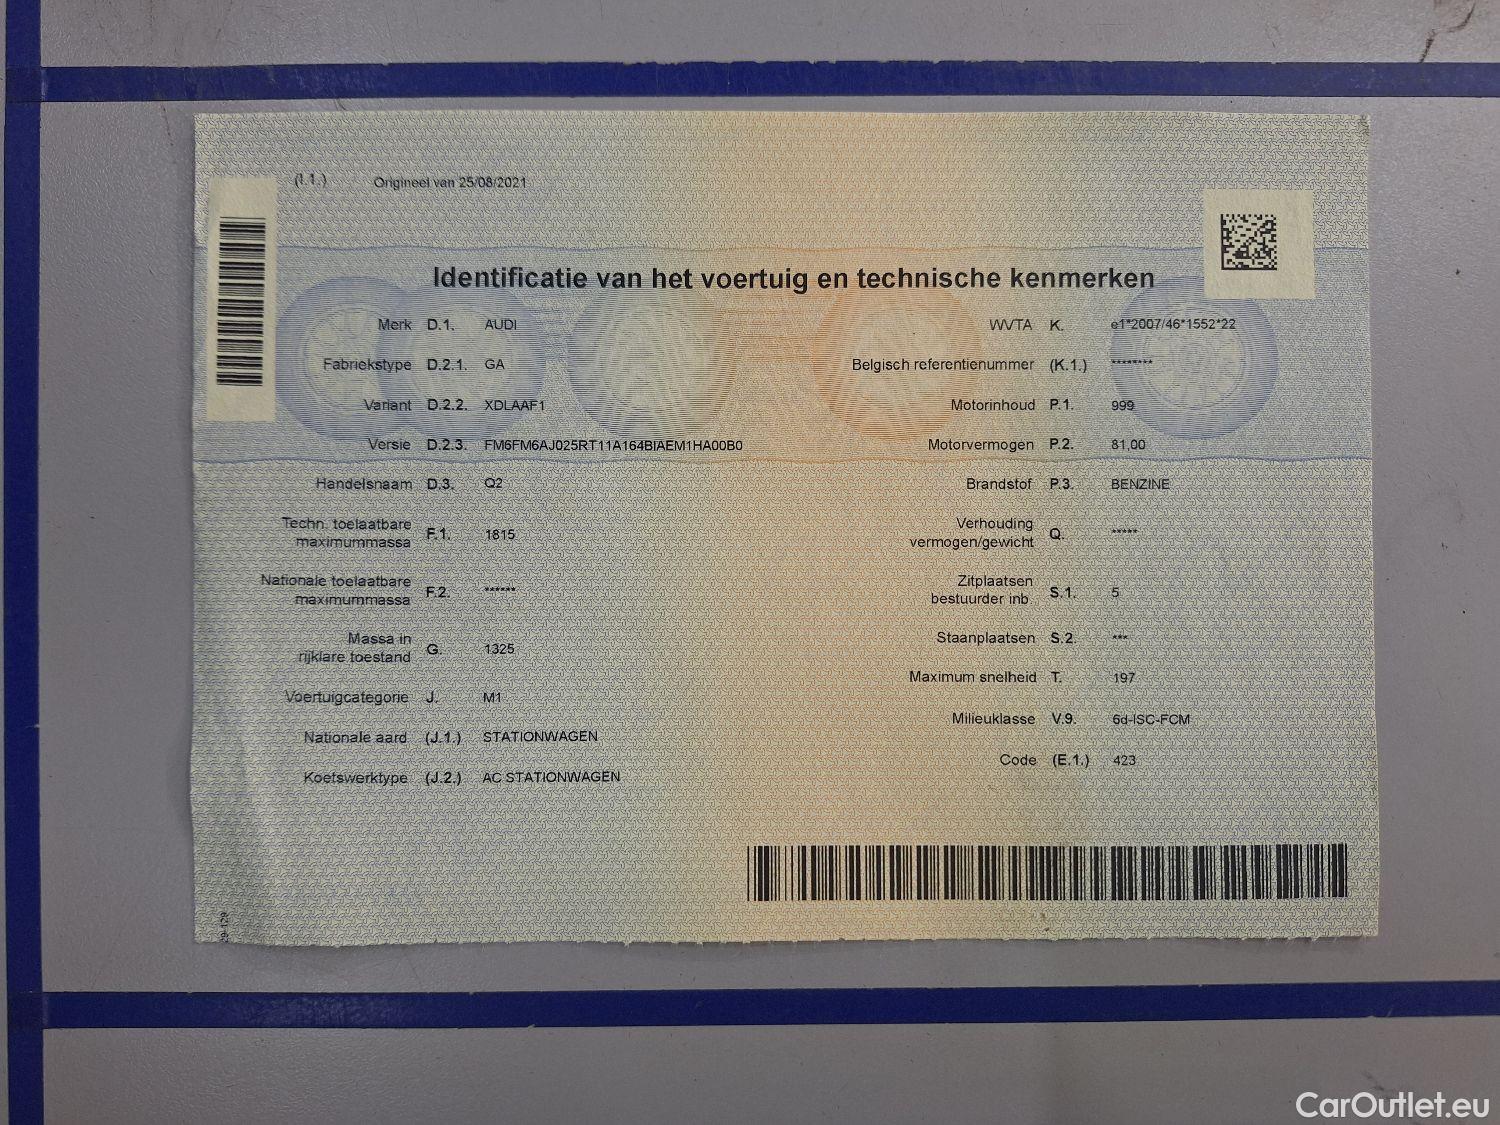 (I.1.) Origineel van 25/08/2021
Identificatie van het voertuig en technische kenmerken
Merk D.1. AUDI
Fabriekstype D.2.1. GA
Variant D.2.2. XDLAAF1
Versie D.2.3. FM6FM6AJ025RT11A164BIAEM1HA00B0
Handelsnaam D.3. Q2
Techn. toelaatbare
maximummassa F.1. 1815
Nationale toelaatbare
maximummassa F.2. ******
Massa in
rijklare toestand G. 1325
Voertuigcategorie J. M1
Nationale aard (J.1.) STATIONWAGEN
Koetswerktype (J.2.) AC STATIONWAGEN
WVTA K. e1*2007/46*1552*22
Belgisch referentienummer (K.1.) ********
Motorinhoud P.1. 999
Motorvermogen P.2. 81,00
Brandstof P.3. BENZINE
Verhouding
vermogen/gewicht Q. *****
Zitplaatsen
bestuurder inb. S.1. 5
Staanplaatsen S.2. ***
Maximum snelheid T. 197
Milieuklasse V.9. 6d-ISC-FCM
Code (E.1.) 423
CarOutlet.eu